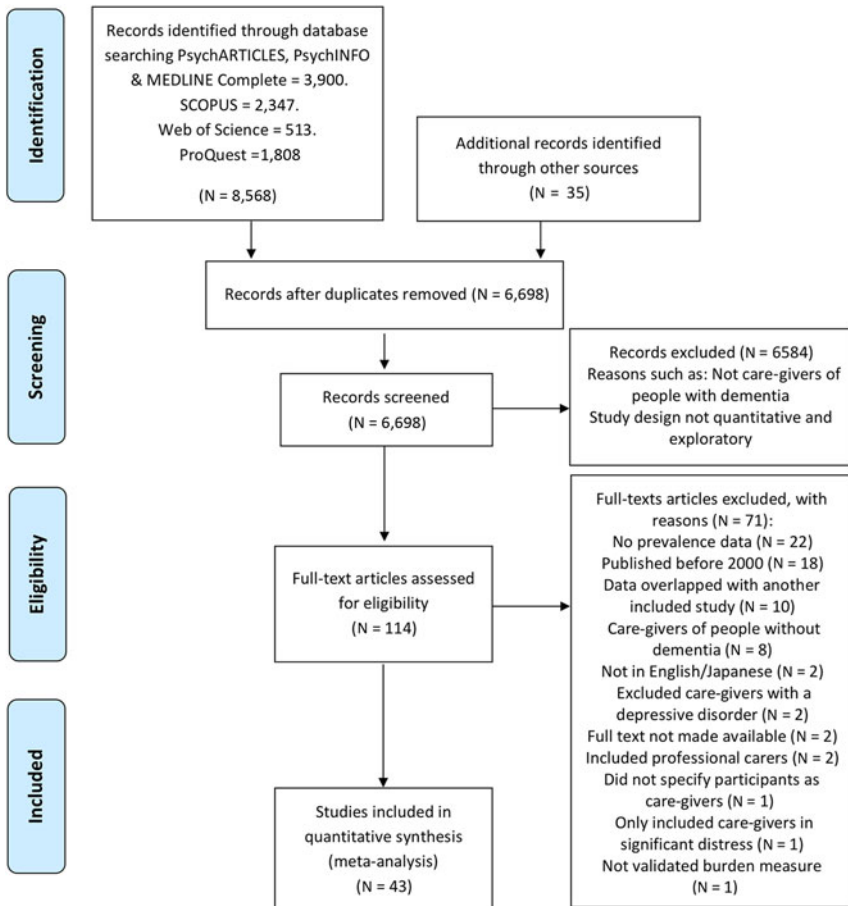 Identification
Records identified through database
searching PsychARTICLES, PsychINFO
& MEDLINE Complete = 3,900.
SCOPUS = 2,347.
Web of Science = 513.
ProQuest =1,808
(N = 8,568)
Additional records identified
through other sources
(N = 35)
Screening
Records after duplicates removed (N = 6,698)
Records screened
(N = 6,698)
Records excluded (N = 6584)
Reasons such as: Not care-givers of
people with dementia
Study design not quantitative and
exploratory
Eligibility
Full-text articles assessed
for eligibility
(N = 114)
Full-texts articles excluded, with
reasons (N = 71):
No prevalence data (N = 22)
Published before 2000 (N = 18)
Data overlapped with another
included study (N = 10)
Care-givers of people without
dementia (N = 8)
Not in English/Japanese (N = 2)
Excluded care-givers with a
depressive disorder (N = 2)
Full text not made available (N = 2)
Included professional carers (N = 2)
Did not specify participants as
care-givers (N = 1)
Only included care-givers in
significant distress (N = 1)
Not validated burden measure
(N = 1)
Included
Studies included in
quantitative synthesis
(meta-analysis)
(N = 43)